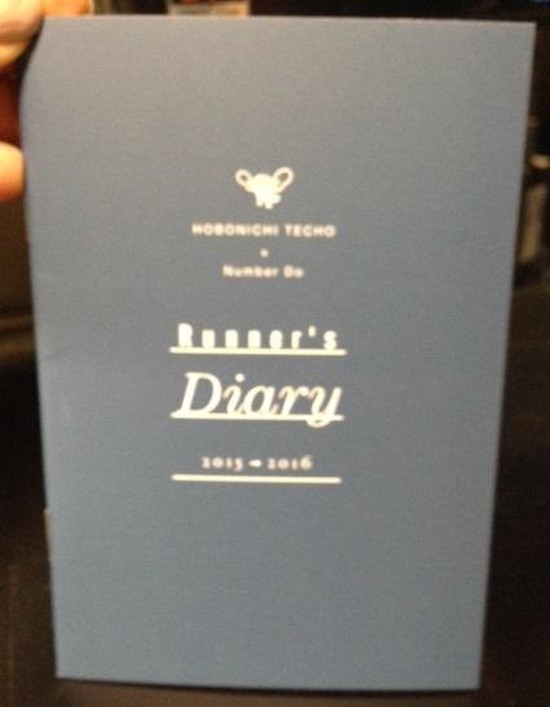 HOBONICHI TECHO
+
Number Do
Runner's
Diary
2015 – 2016